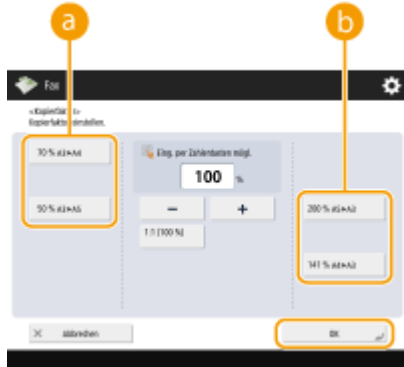 a
b
Fax
<Kopierfaktor>
Kopierfaktor einstellen.
70 % A3►A4
50 % A3►A5
Eing. per Zahlentasten mögl.
100 %
−
+
1:1 (100 %)
200 % A5►A3
141 % A4►A3
Abbrechen
OK